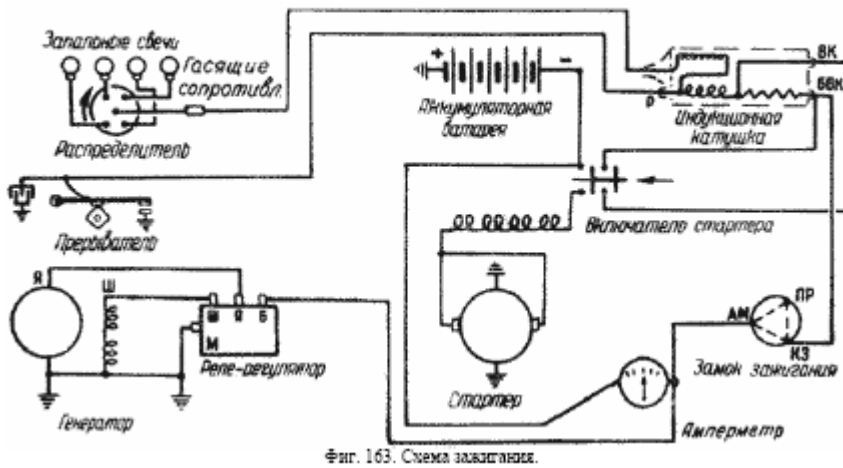 Запальные свечи
Гасящие
сопротивл.
Распределитель
Прерыватель
+
-
Аккумуляторная
батарея
ВК
ББК
Р
Индукционная
катушка
Включатель стартера
Я
Ш
Ш Я Б
М
Реле-регулятор
Генератор
Стартер
АМ
ПР
КЗ
Замок зажигания
Амперметр
Фиг. 163. Схема зажигания.